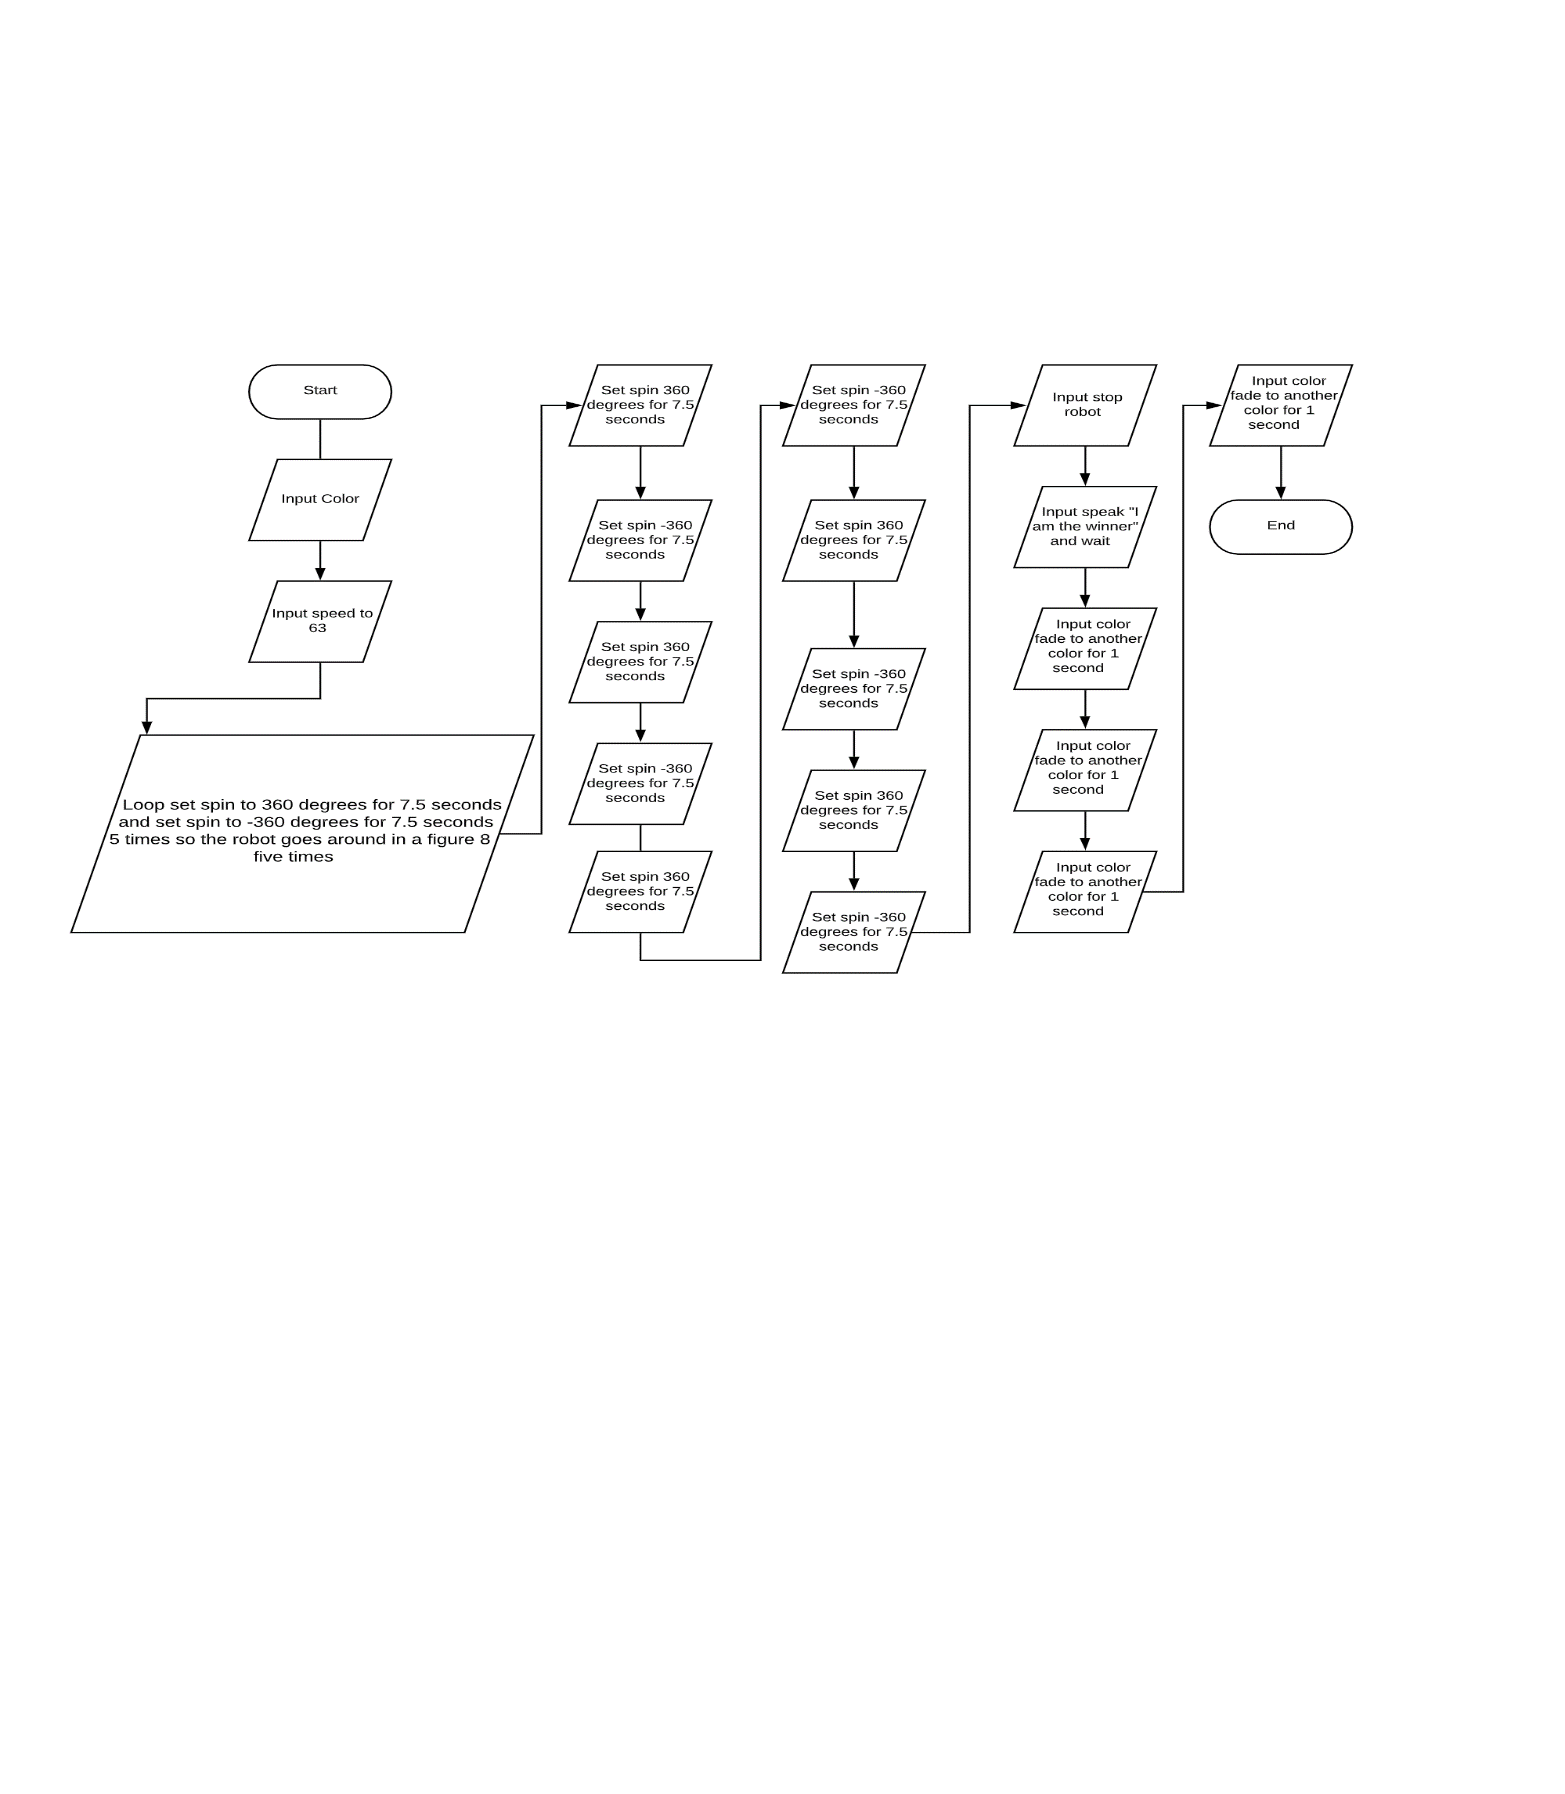 Start
Input Color
Input speed to
63
Loop set spin to 360 degrees for 7.5 seconds
and set spin to -360 degrees for 7.5 seconds
5 times so the robot goes around in a figure 8
five times
Set spin 360
degrees for 7.5
seconds
Set spin -360
degrees for 7.5
seconds
Set spin 360
degrees for 7.5
seconds
Set spin -360
degrees for 7.5
seconds
Set spin 360
degrees for 7.5
seconds
Set spin -360
degrees for 7.5
seconds
Set spin 360
degrees for 7.5
seconds
Set spin -360
degrees for 7.5
seconds
Set spin 360
degrees for 7.5
seconds
Set spin -360
degrees for 7.5
seconds
Input stop
robot
Input speak "I
am the winner"
and wait
Input color
fade to another
color for 1
second
Input color
fade to another
color for 1
second
Input color
fade to another
color for 1
second
Input color
fade to another
color for 1
second
End